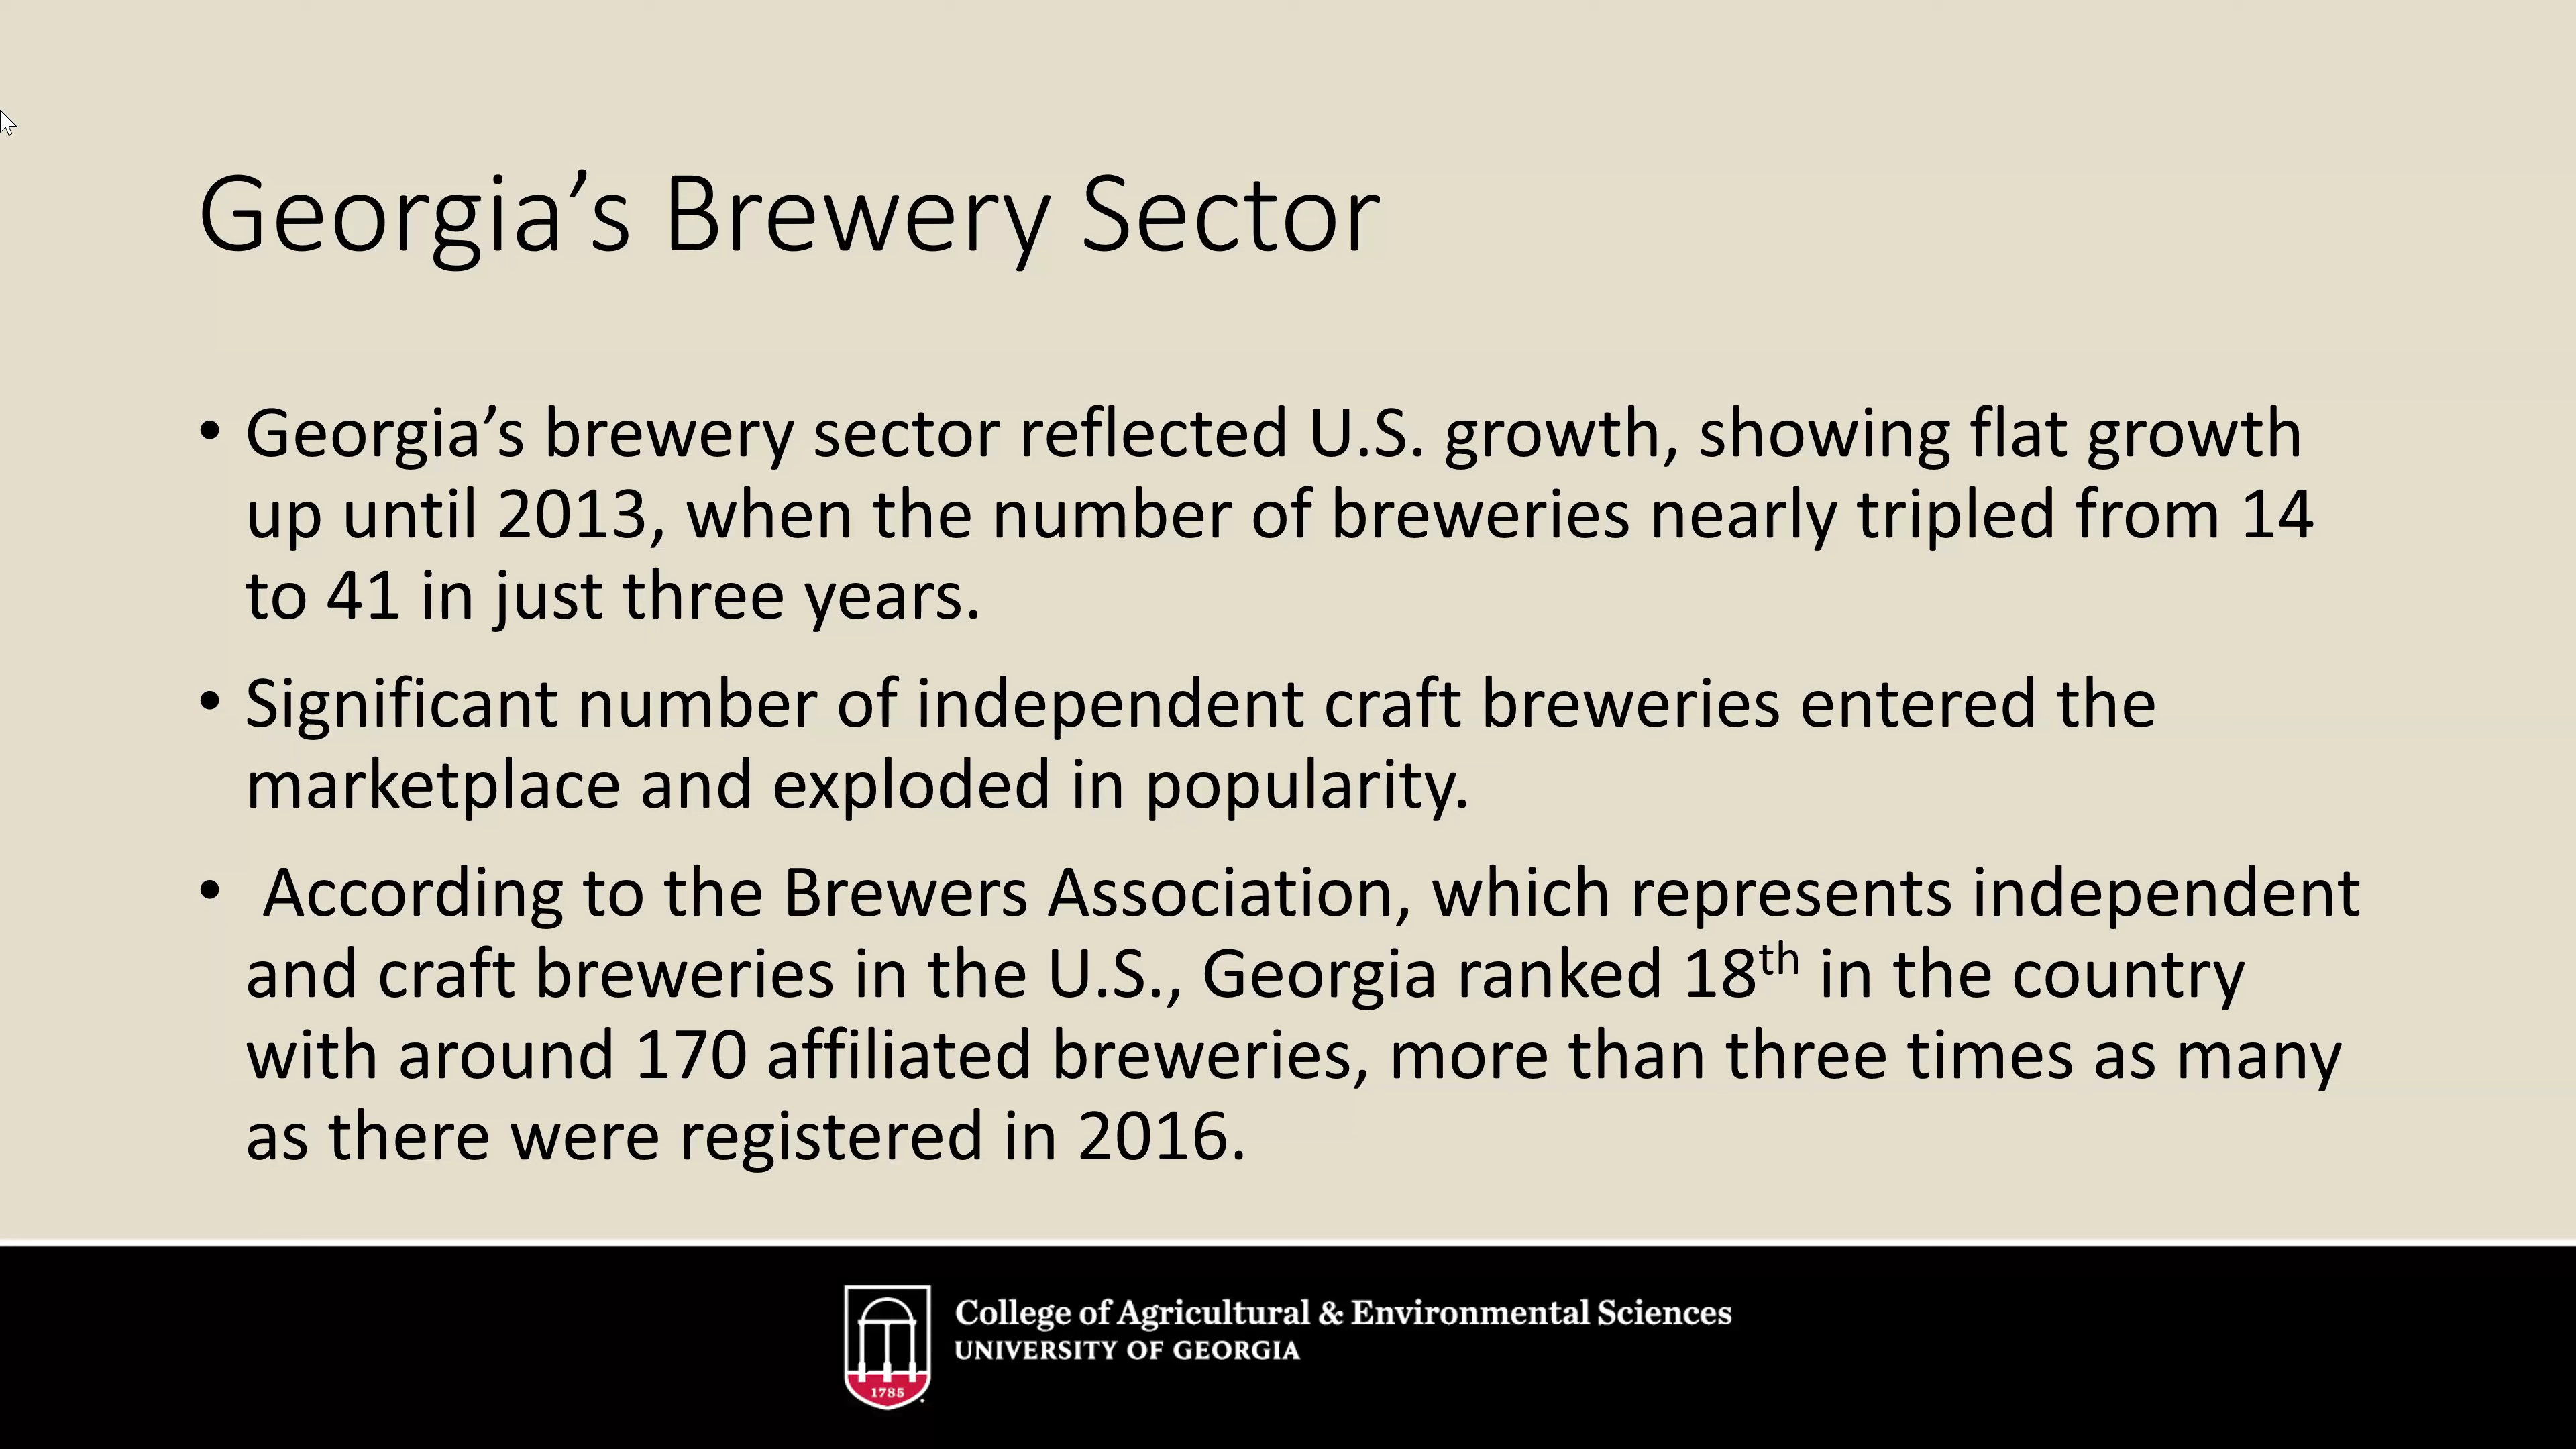 Georgia’s Brewery Sector
• Georgia’s brewery sector reflected U.S. growth, showing flat growth
up until 2013, when the number of breweries nearly tripled from 14
to 41 in just three years.
• Significant number of independent craft breweries entered the
marketplace and exploded in popularity.
• According to the Brewers Association, which represents independent
and craft breweries in the U.S., Georgia ranked 18th in the country
with around 170 affiliated breweries, more than three times as many
as there were registered in 2016.
College of Agricultural & Environmental Sciences
UNIVERSITY OF GEORGIA
1785